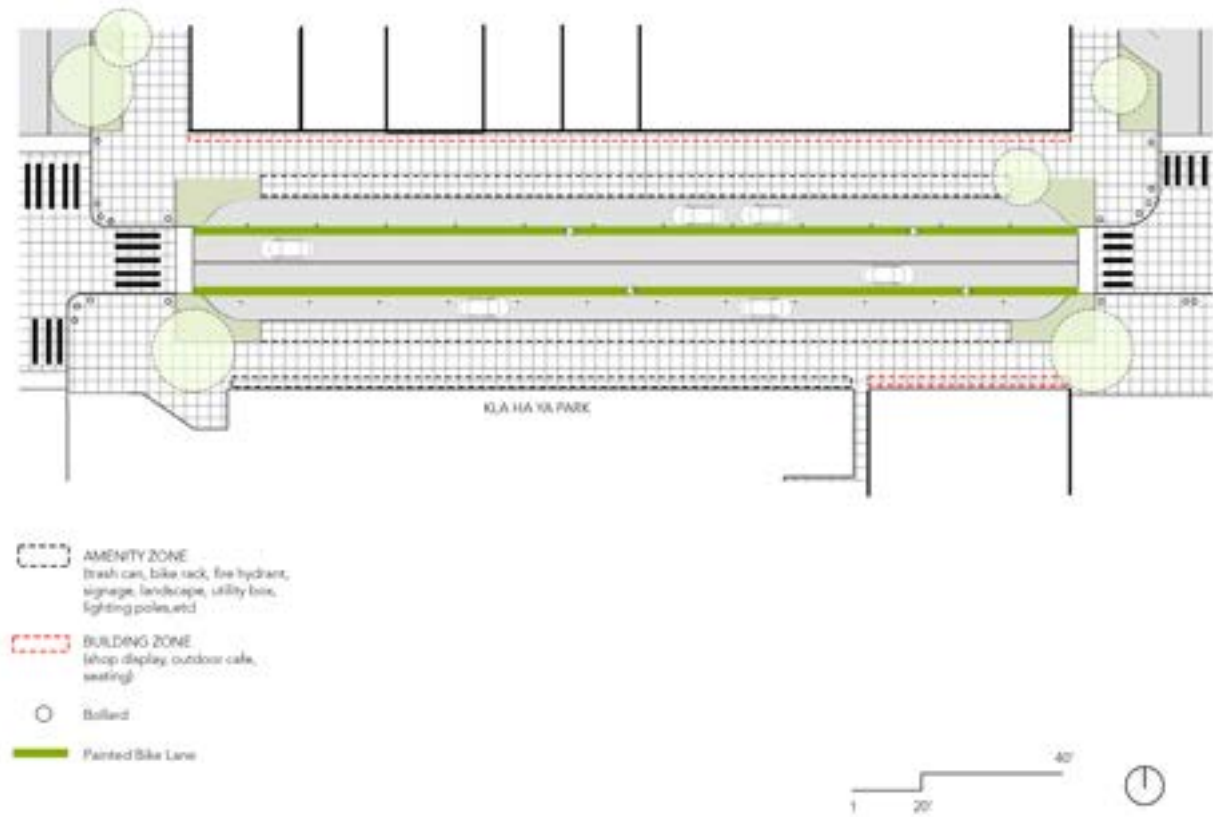 KLA HA YA PARK
AMENITY ZONE
(trash can, bike rack, fire hydrant,
signage, landscape, utility box,
lighting poles,etc)
BUILDING ZONE
(shop display, outdoor cafe,
seating)
Bollard
Painted Bike Lane
40'
1 20'